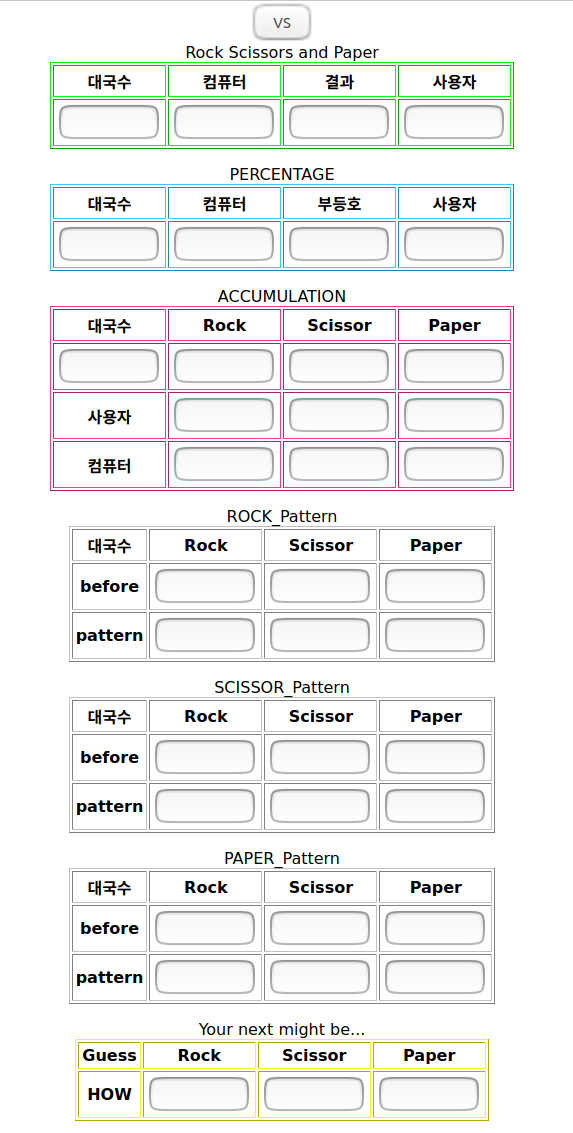 VS
Rock Scissors and Paper
대국수 컴퓨터 결과 사용자
PERCENTAGE
대국수 컴퓨터 부등호 사용자
ACCUMULATION
대국수 Rock Scissor Paper
사용자
컴퓨터
ROCK_Pattern
대국수 Rock Scissor Paper
before
pattern
SCISSOR_Pattern
대국수 Rock Scissor Paper
before
pattern
PAPER_Pattern
대국수 Rock Scissor Paper
before
pattern
Your next might be...
Guess Rock Scissor Paper
HOW